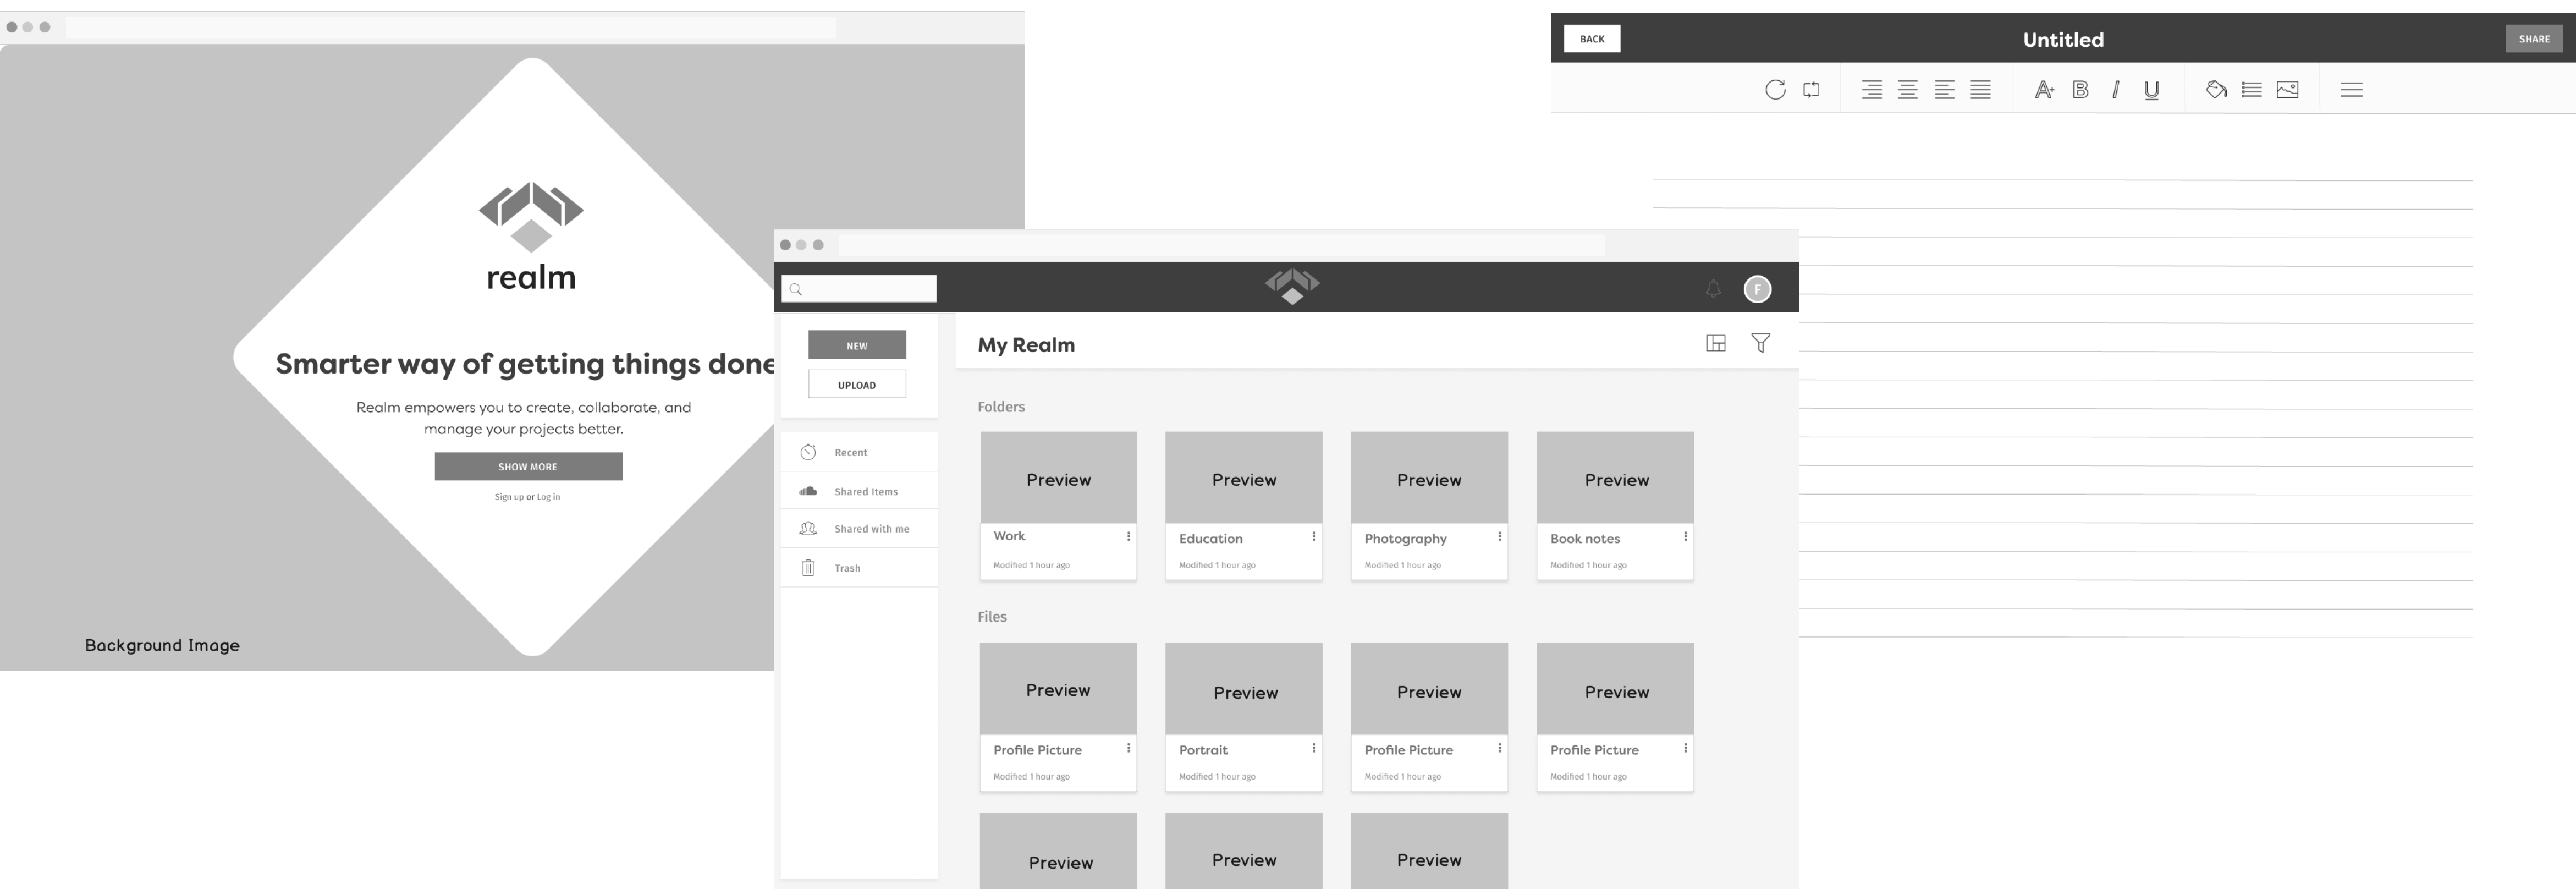 realm
Smarter way of getting things done
Realm empowers you to create, collaborate, and
manage your projects better.
SHOW MORE
Sign up or Log in
Background Image
F
NEW
UPLOAD
Recent
Shared Items
Shared with me
Trash
My Realm
Folders
Preview Preview Preview Preview
Work Education Photography Book notes
Modified 1 hour ago Modified 1 hour ago Modified 1 hour ago Modified 1 hour ago
Files
Preview Preview Preview Preview
Profile Picture Portrait Profile Picture Profile Picture
Modified 1 hour ago Modified 1 hour ago Modified 1 hour ago Modified 1 hour ago
Preview Preview Preview
BACK Untitled SHARE
A+ B I U